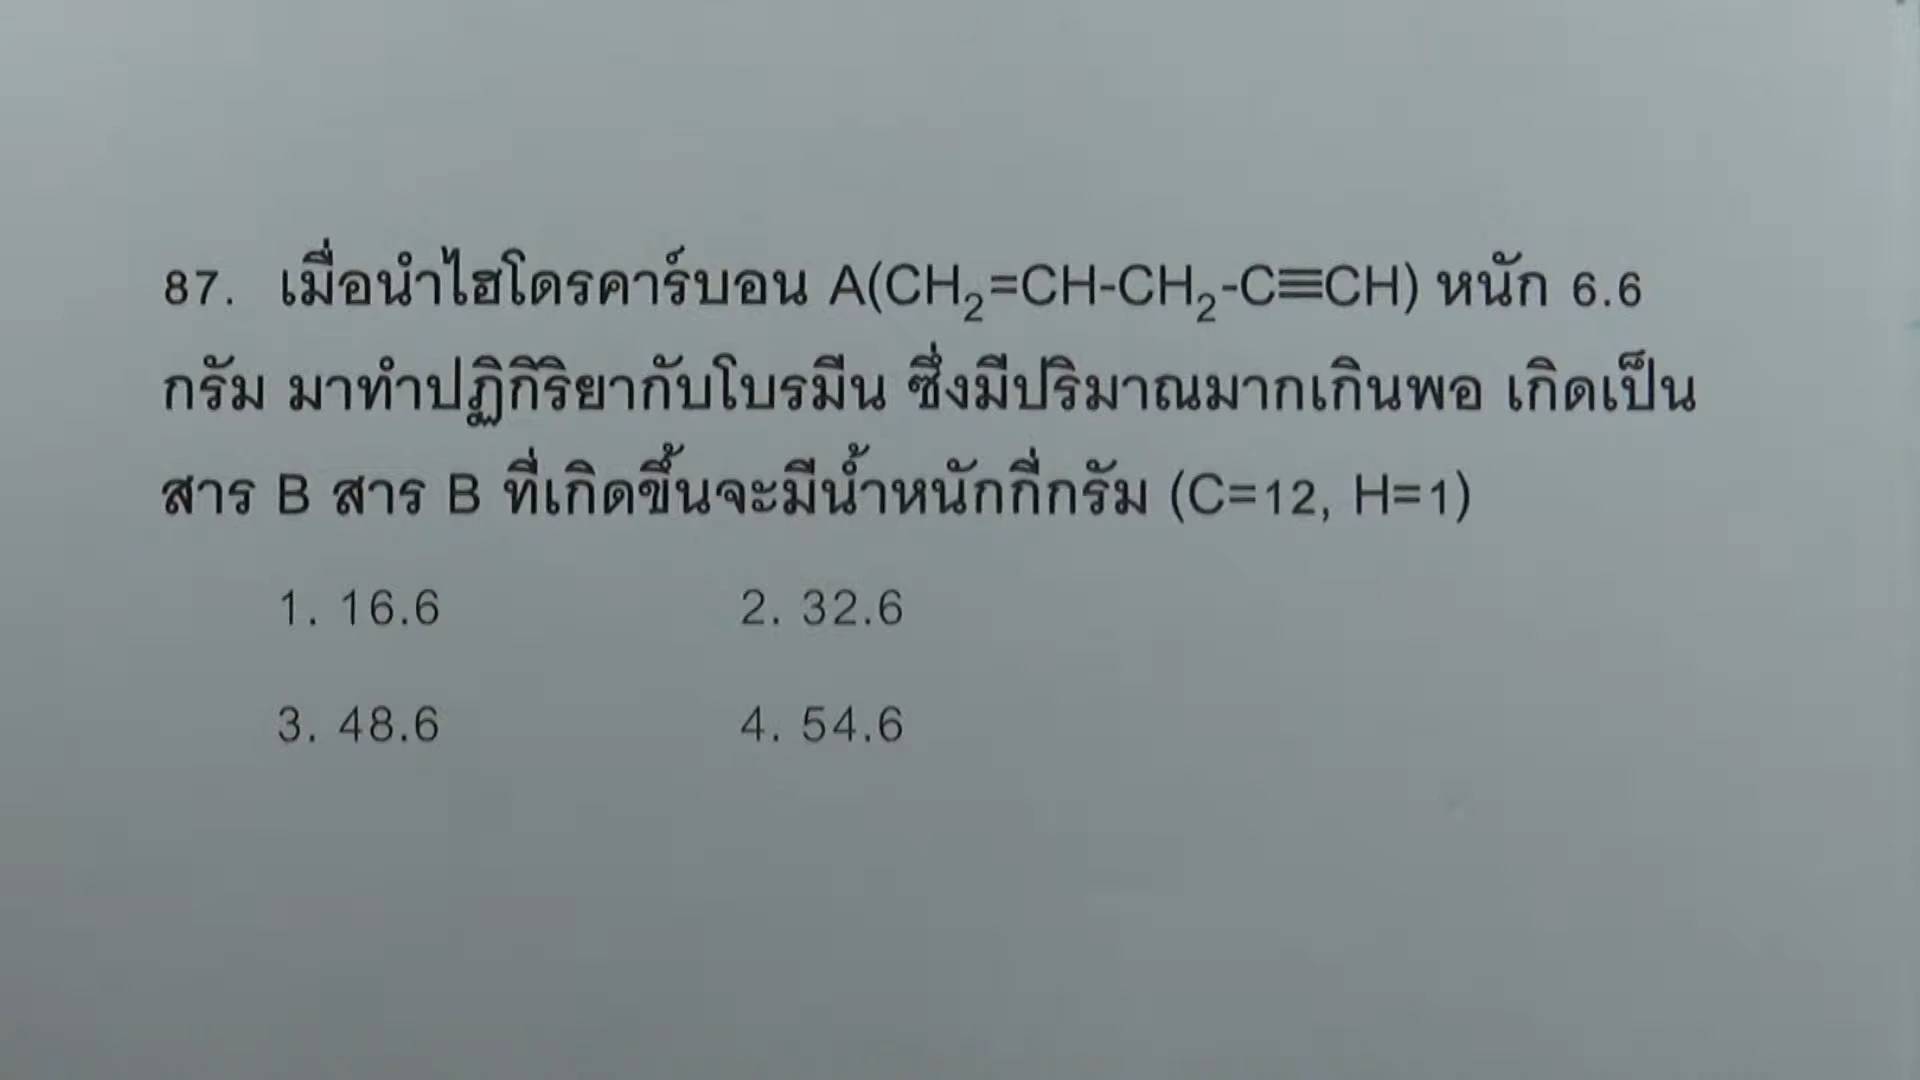 87. เมื่อนำไฮโดรคาร์บอน A(CH₂=CH-CH₂-C≡CH) หนัก 6.6
กรัม มาทำปฏิกิริยากับโบรมีน ซึ่งมีปริมาณมากเกินพอ เกิดเป็น
สาร B สาร B ที่เกิดขึ้นจะมีน้ำหนักกี่กรัม (C=12, H=1)
1. 16.6 2. 32.6
3. 48.6 4. 54.6